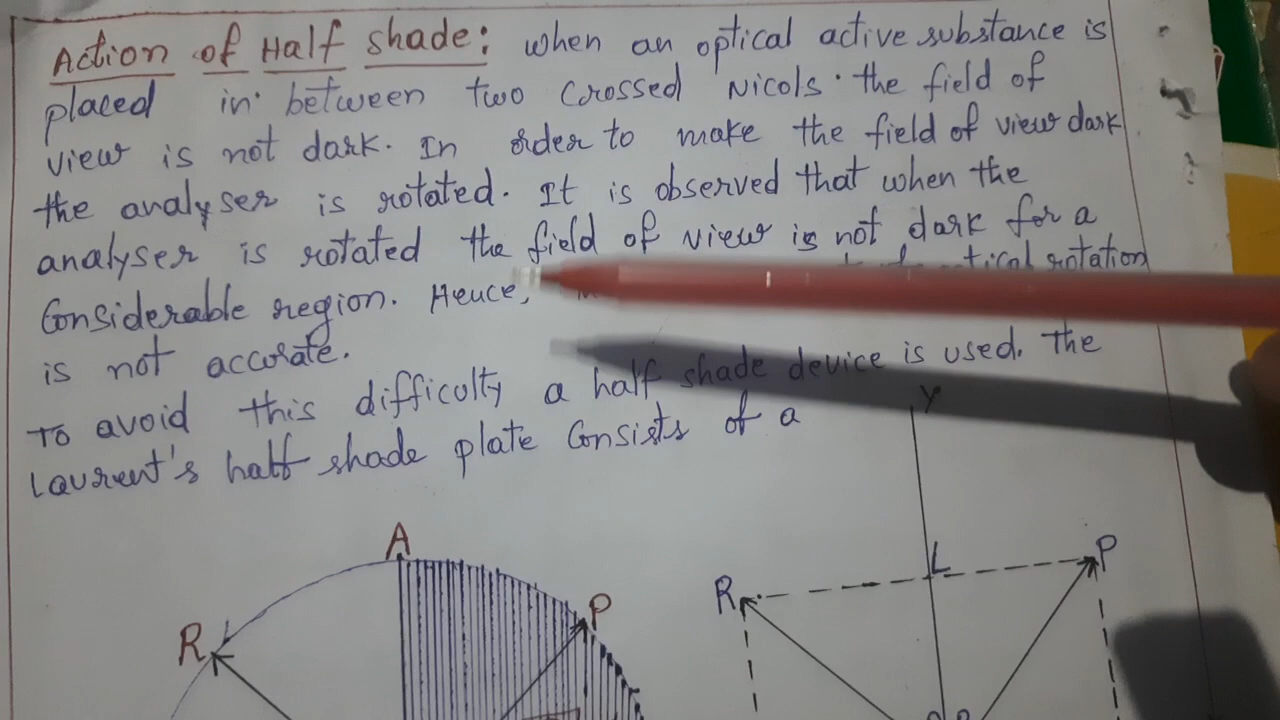 Action of Half shade: when an optical active substance is
placed in between two crossed Nicols. the field of
view is not dark. In order to make the field of view dark
the analyser is rotated. It is observed that when the
analyser is rotated the field of view is not dark for a
Considerable region. Hence, rotation
is not accurate.
To avoid this difficulty a half shade device is used. The
Laurent's half shade plate Consists of a
A
P
R
Y
L
P
R